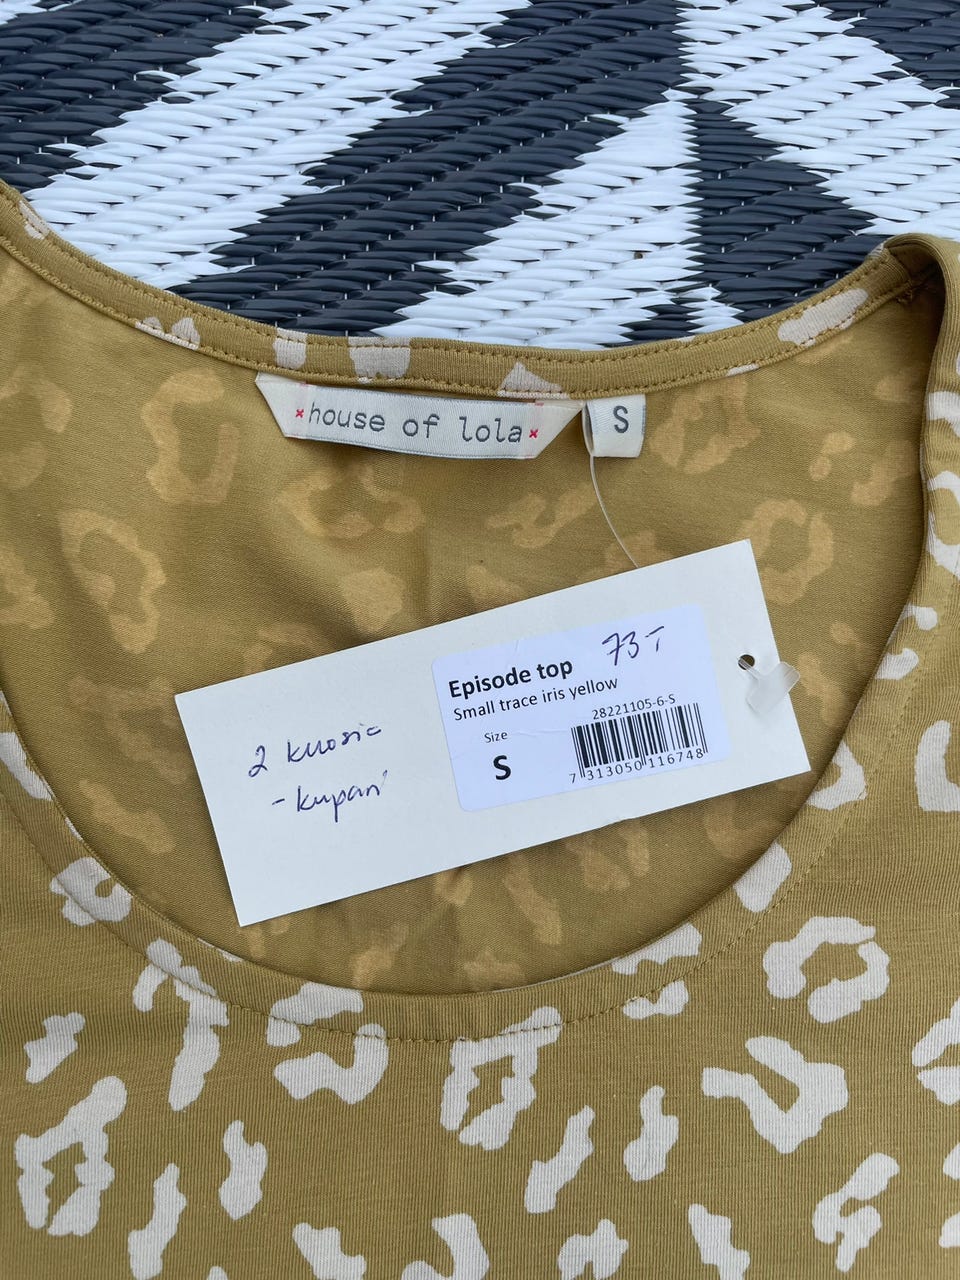 ×house of lola×
S
Episode top 73-
Small trace iris yellow
28221105-6-S
Size
S
7 313050 116748
2 kuosia
- kupari